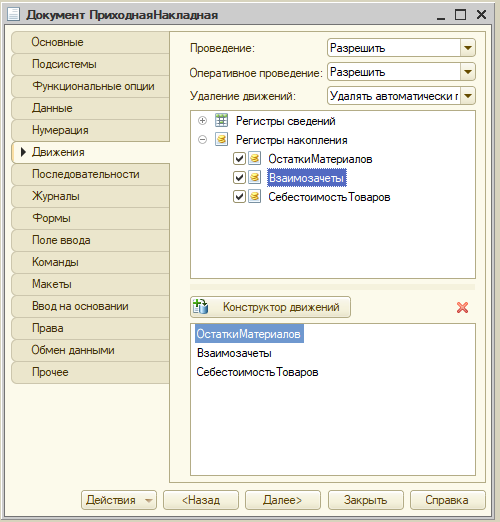 Документ ПриходнаяНакладная
Основные
Подсистемы
Функциональные опции
Данные
Нумерация
Движения
Последовательности
Журналы
Формы
Поле ввода
Команды
Макеты
Ввод на основании
Права
Обмен данными
Прочее
Проведение: Разрешить
Оперативное проведение: Разрешить
Удаление движений: Удалять автоматически г
Регистры сведений
Регистры накопления
ОстаткиМатериалов
Взаимозачеты
СебестоимостьТоваров
Конструктор движений
ОстаткиМатериалов
Взаимозачеты
СебестоимостьТоваров
Действия <Назад Далее> Закрыть Справка